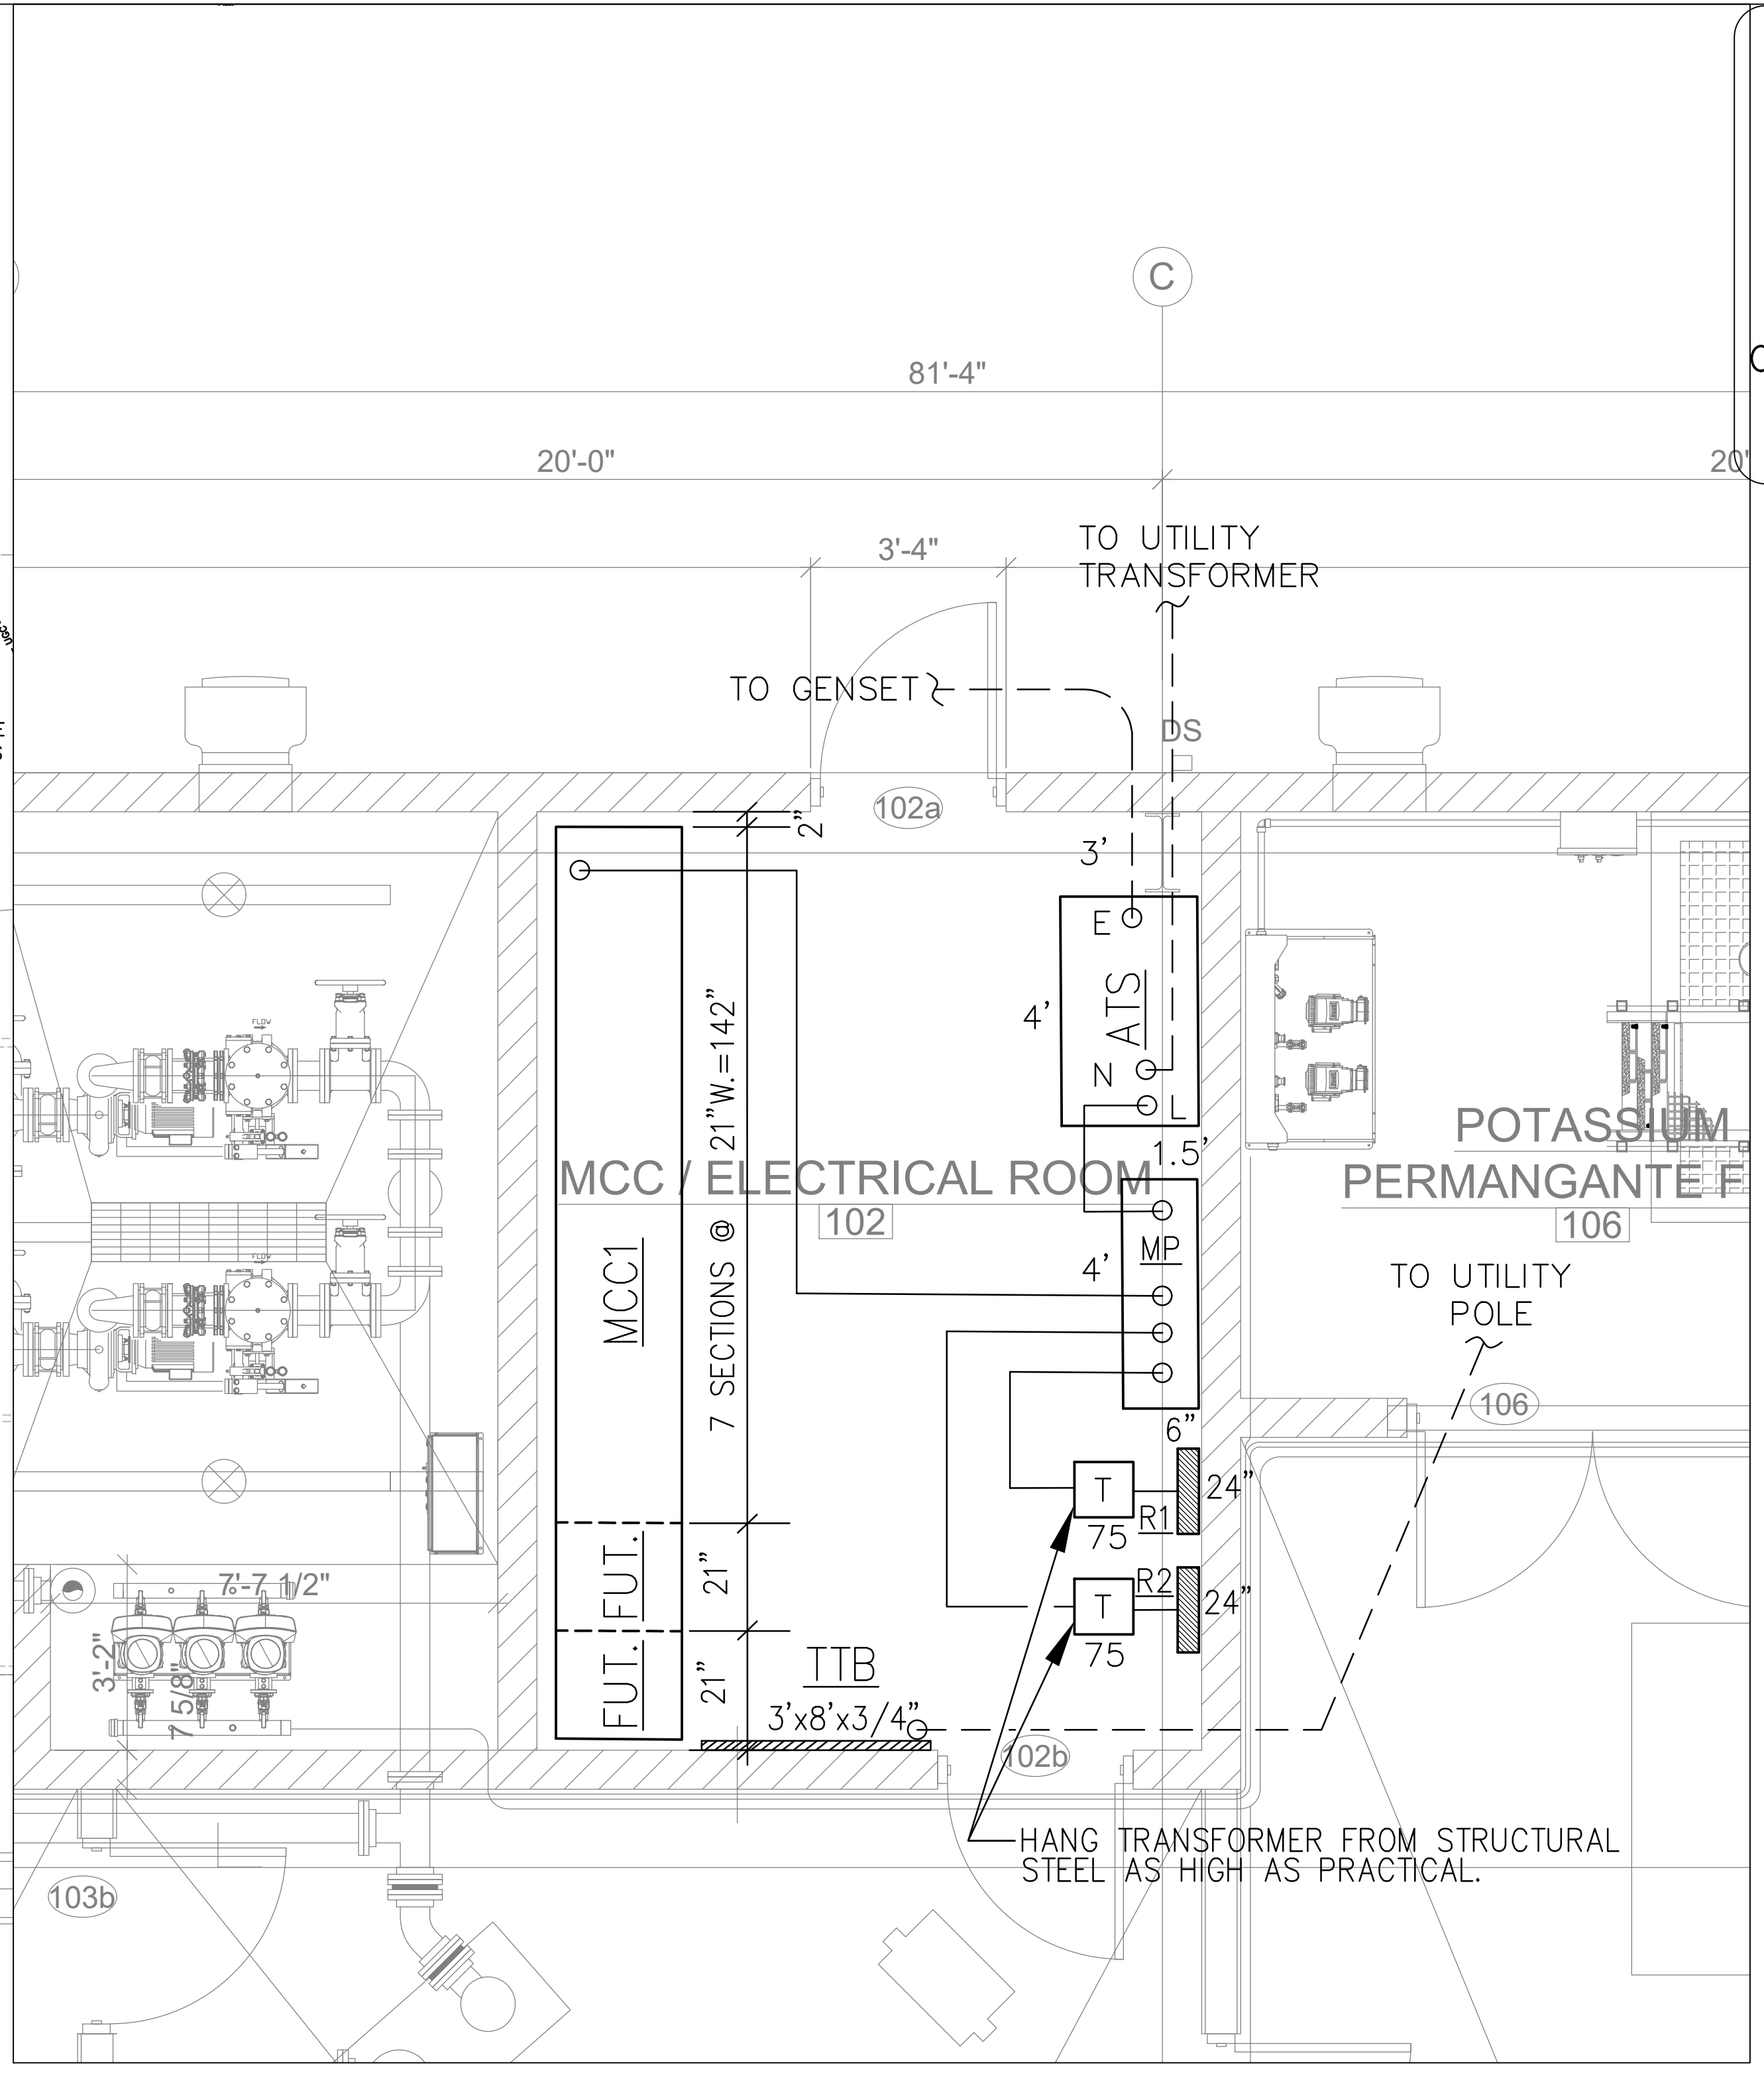 C
81'-4"
20'-0"
20'
3'-4"
TO UTILITY
TRANSFORMER
TO GENSET
DS
102a
2"
3'
E
ATS
4'
N
L
FLOW
1.5'
7 SECTIONS @ 21"W.=142"
POTASSIUM
PERMANGANTE F
106
MCC / ELECTRICAL ROOM
102
MCC1
MP
4'
FLOW
TO UTILITY
POLE
106
6"
T
24"
R1
75
FUT.
21"
7'-7 1/2"
R2
T
24"
75
3'-2"
7 5/8"
FUT.
21"
TTB
3'x8'x3/4"
102b
HANG TRANSFORMER FROM STRUCTURAL
STEEL AS HIGH AS PRACTICAL.
103b